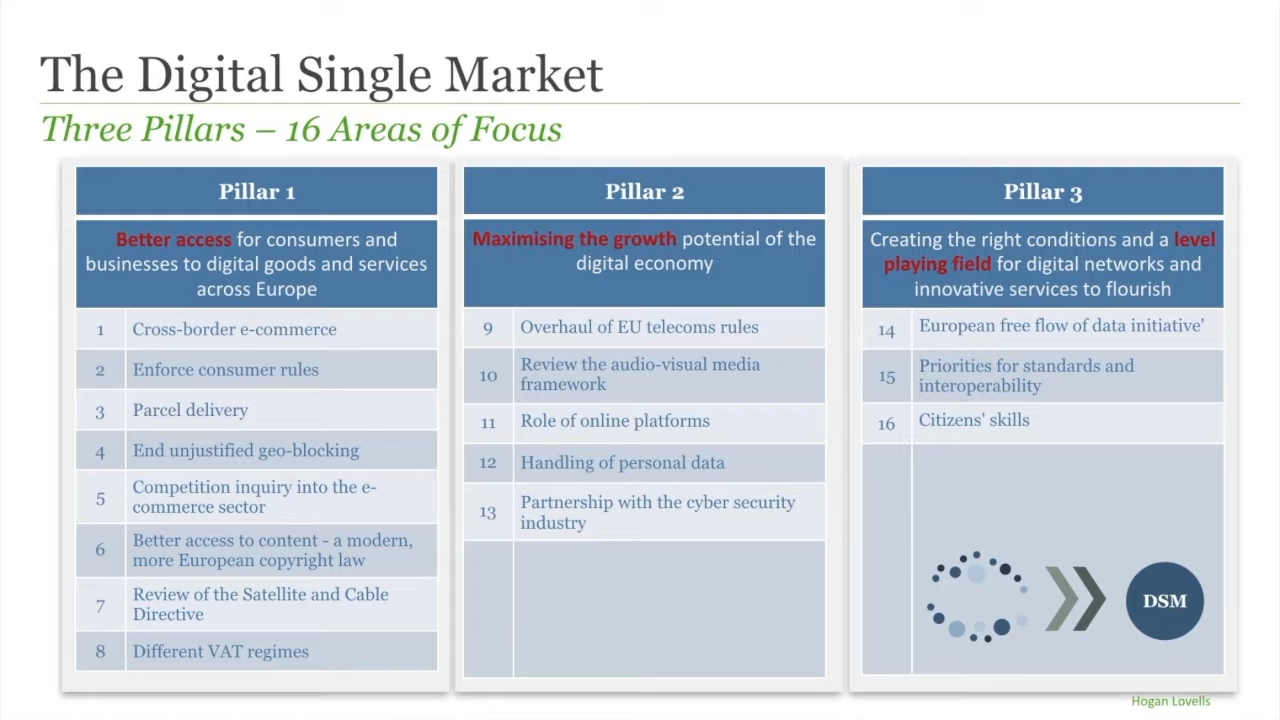 The Digital Single Market
Three Pillars – 16 Areas of Focus
Pillar 1
Better access for consumers and
businesses to digital goods and services
across Europe
1 Cross-border e-commerce
2 Enforce consumer rules
3 Parcel delivery
4 End unjustified geo-blocking
5 Competition inquiry into the e-
commerce sector
6 Better access to content - a modern,
more European copyright law
7 Review of the Satellite and Cable
Directive
8 Different VAT regimes
Pillar 2
Maximising the growth potential of the
digital economy
9 Overhaul of EU telecoms rules
10 Review the audio-visual media
framework
11 Role of online platforms
12 Handling of personal data
13 Partnership with the cyber security
industry
Pillar 3
Creating the right conditions and a level
playing field for digital networks and
innovative services to flourish
14 European free flow of data initiative'
15 Priorities for standards and
interoperability
16 Citizens' skills
DSM
Hogan Lovells